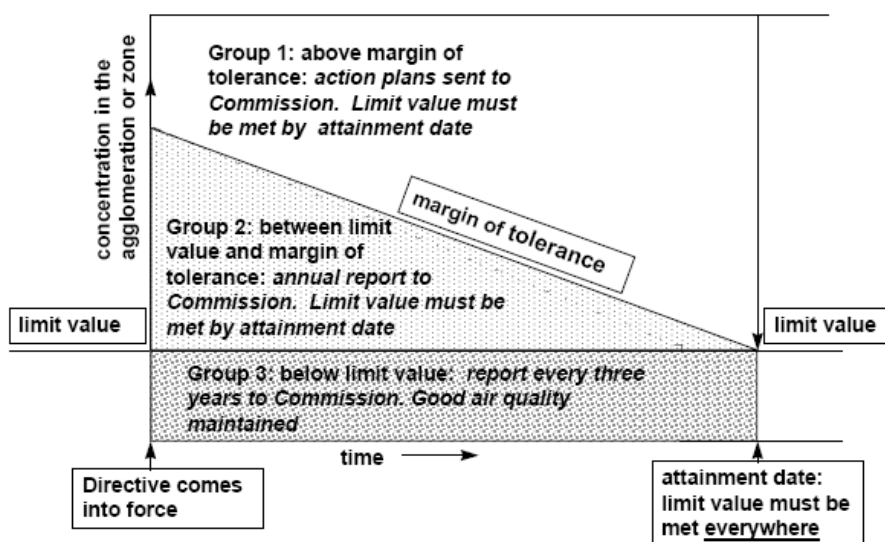 concentration in the
agglomeration or zone
Group 1: above margin of
tolerance: action plans sent to
Commission. Limit value must
be met by attainment date
margin of tolerance
Group 2: between limit
value and margin of
tolerance: annual report to
Commission. Limit value must be
met by attainment date
limit value
limit value
Group 3: below limit value: report every three
years to Commission. Good air quality
maintained
time
Directive comes
into force
attainment date:
limit value must be
met everywhere